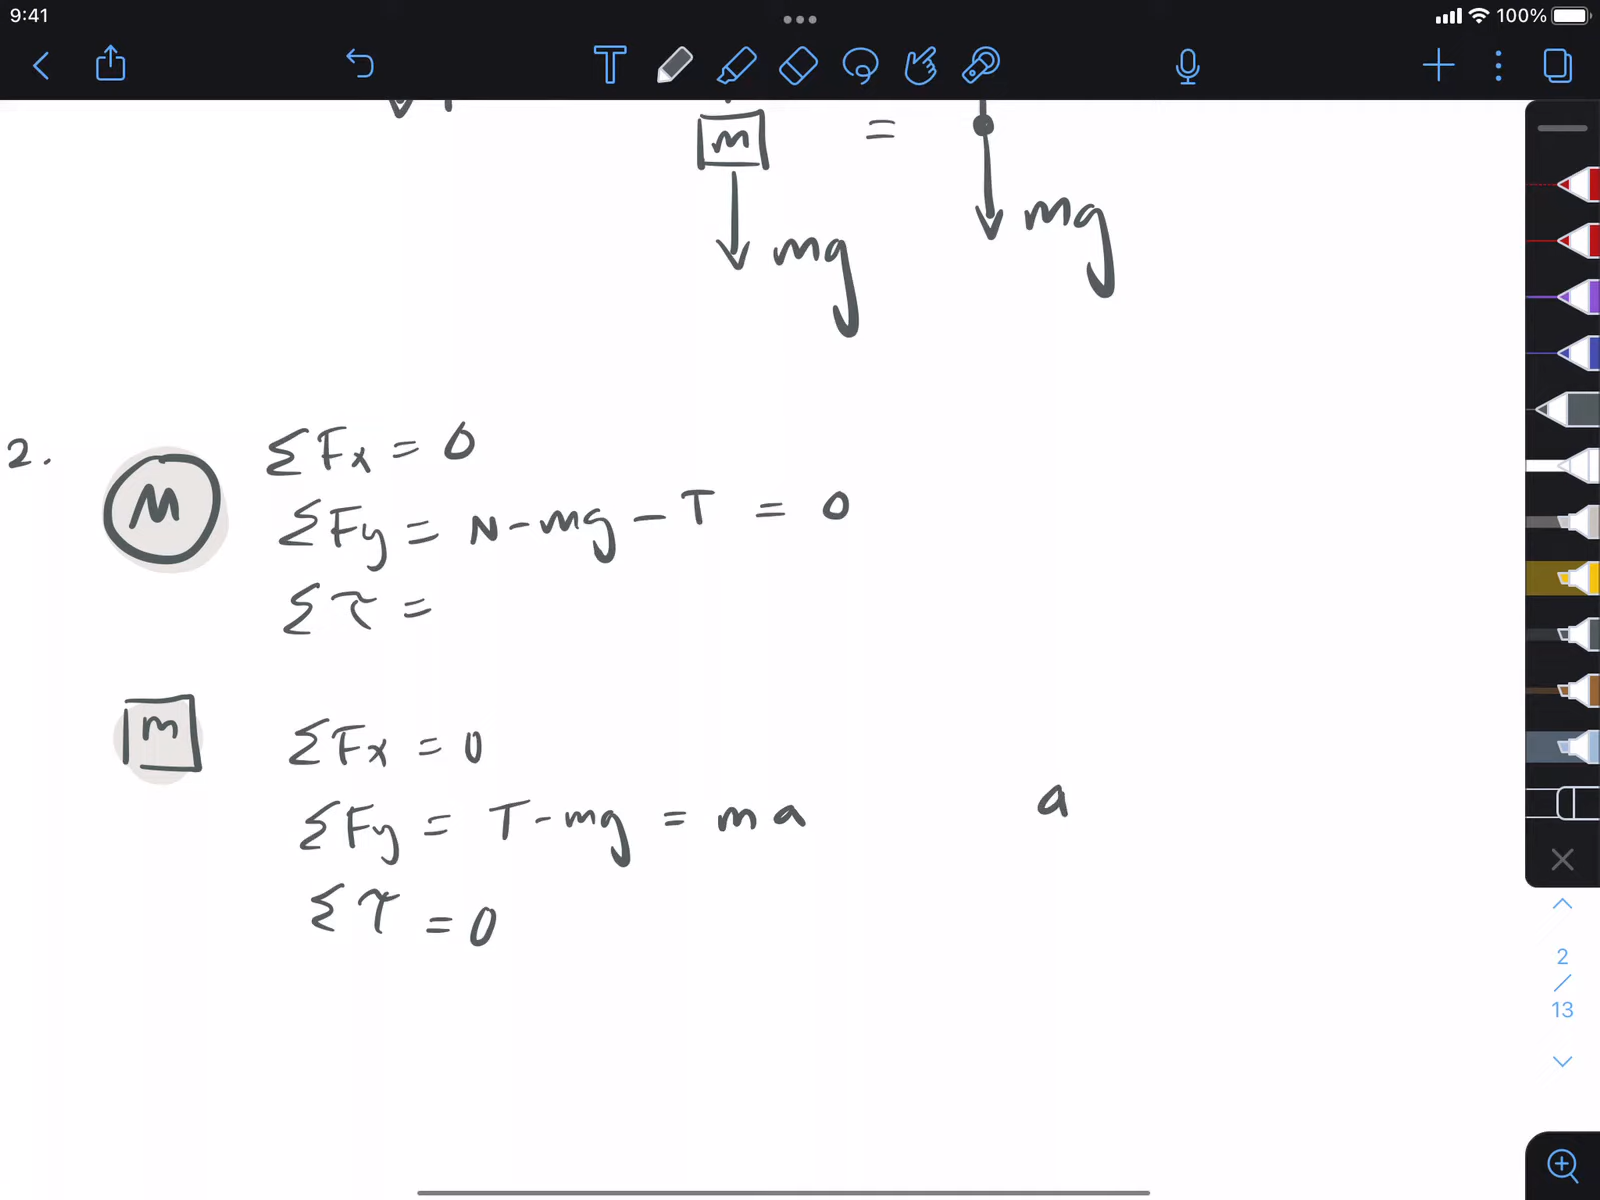 9:41
100%
m
=
mg
mg
2.
M
ΣFx = 0
ΣFy = N - mg - T = 0
Στ =
m
ΣFx = 0
ΣFy = T - mg = ma
a
Στ = 0
2
/
13